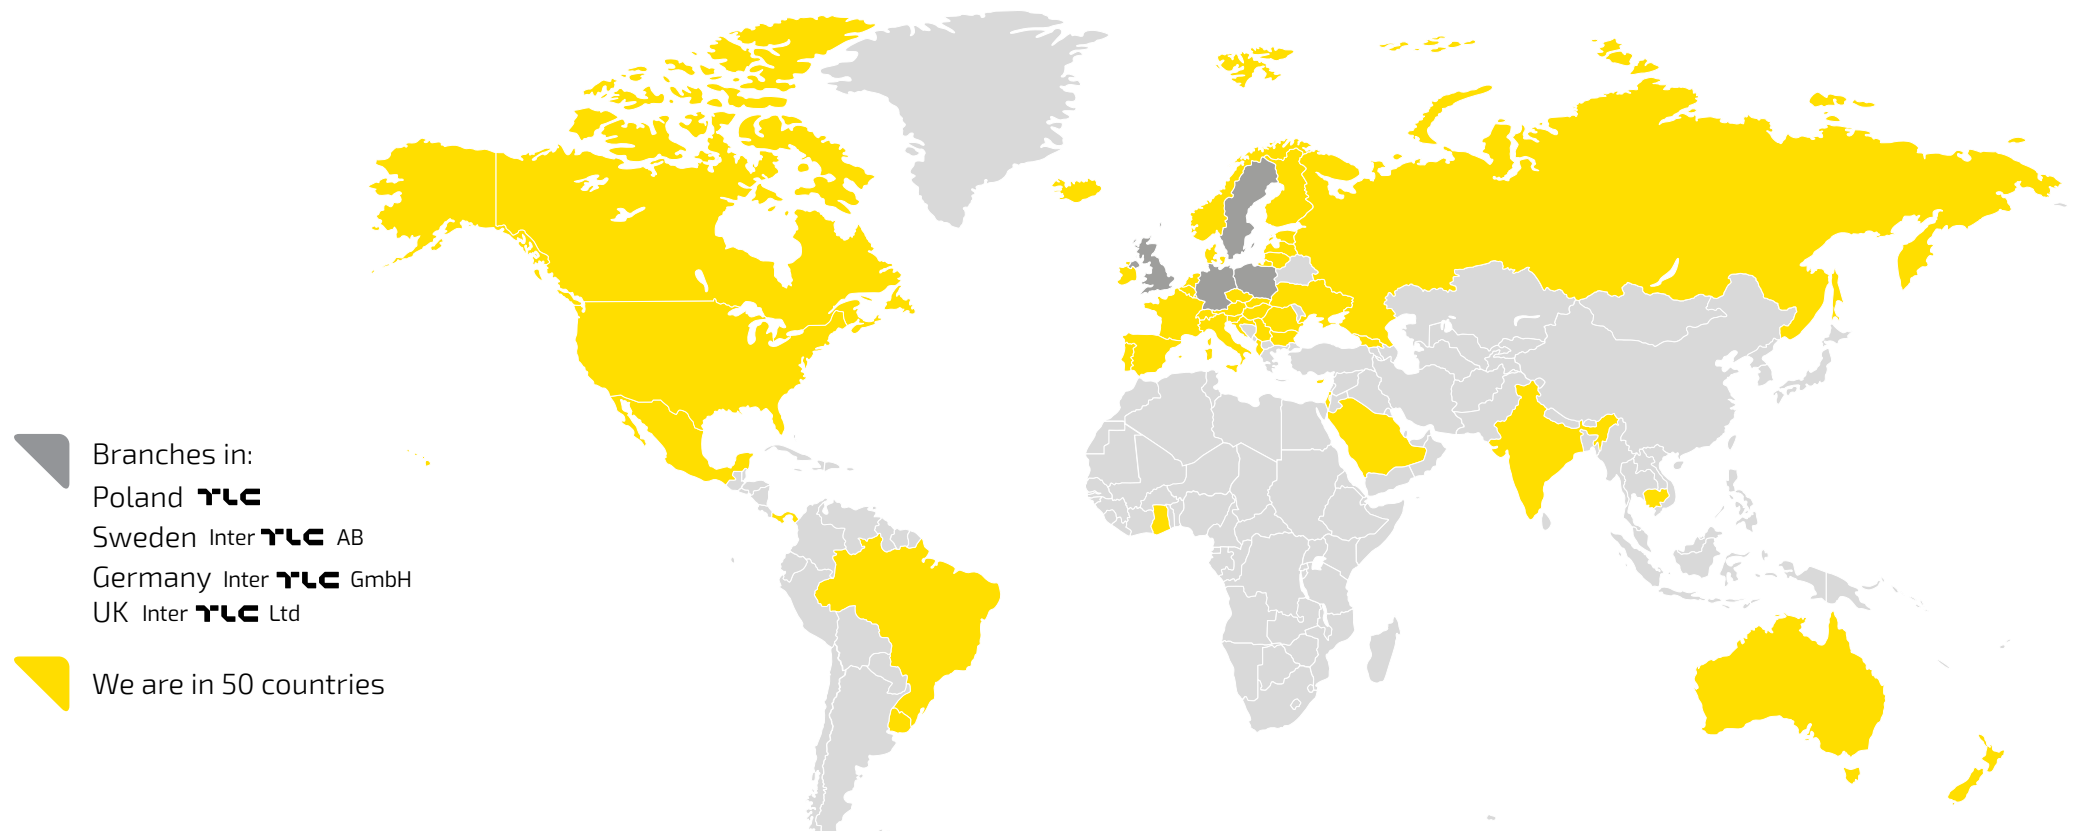 Branches in:
Poland TLC
Sweden Inter TLC AB
Germany Inter TLC GmbH
UK Inter TLC Ltd
We are in 50 countries